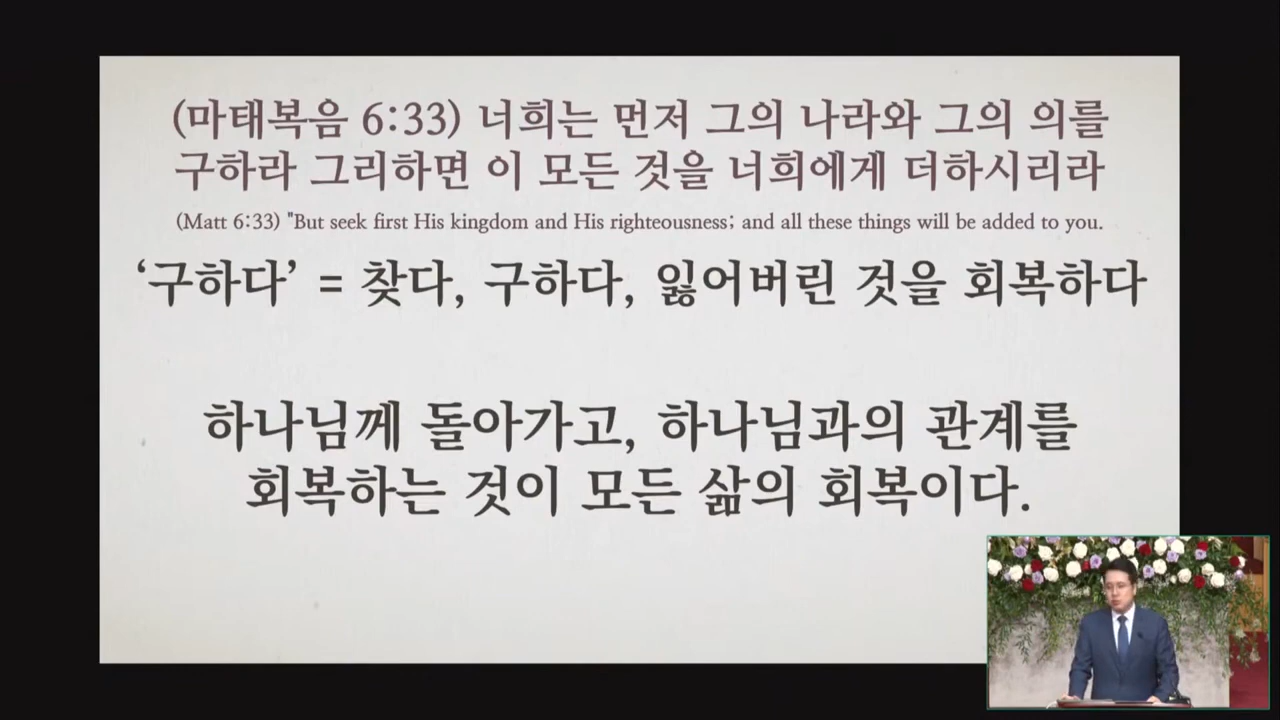 (마태복음 6:33) 너희는 먼저 그의 나라와 그의 의를
구하라 그리하면 이 모든 것을 너희에게 더하시리라
(Matt 6:33) "But seek first His kingdom and His righteousness; and all these things will be added to you.
‘구하다’ = 찾다, 구하다, 잃어버린 것을 회복하다
하나님께 돌아가고, 하나님과의 관계를
회복하는 것이 모든 삶의 회복이다.